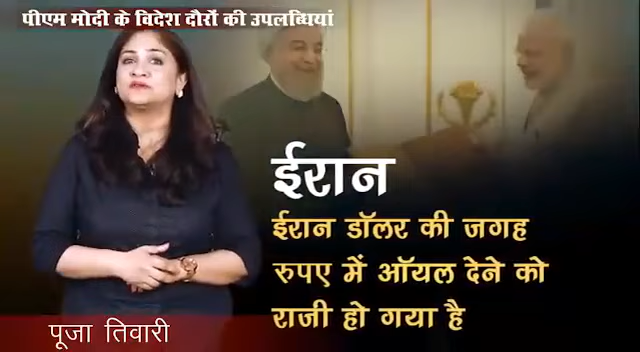 पीएम मोदी के विदेश दौरों की उपलब्धियां
ईरान
ईरान डॉलर की जगह
रुपए में ऑयल देने को
राजी हो गया है
पूजा तिवारी